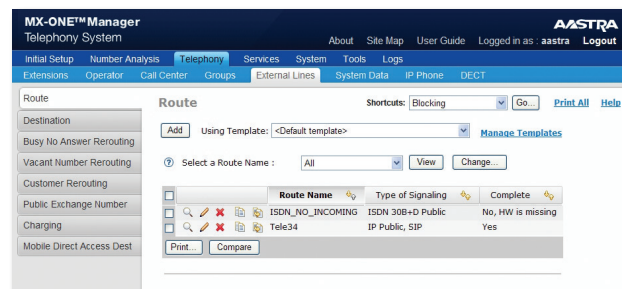 MX-ONE™Manager
AASTRA
Telephony System
About Site Map User Guide Logged in as : aastra Logout
Initial Setup Number Analysis Telephony Services System Tools Logs
Extensions Operator Call Center Groups External Lines System Data IP Phone DECT
Route
Destination
Busy No Answer Rerouting
Vacant Number Rerouting
Customer Rerouting
Public Exchange Number
Charging
Mobile Direct Access Dest
Route Shortcuts: Blocking Go... Print All Help
Add Using Template: <Default template> Manage Templates
? Select a Route Name : All View Change...
Route Name Type of Signaling Complete
ISDN_NO_INCOMING ISDN 30B+D Public No, HW is missing
Tele34 IP Public, SIP Yes
Print... Compare